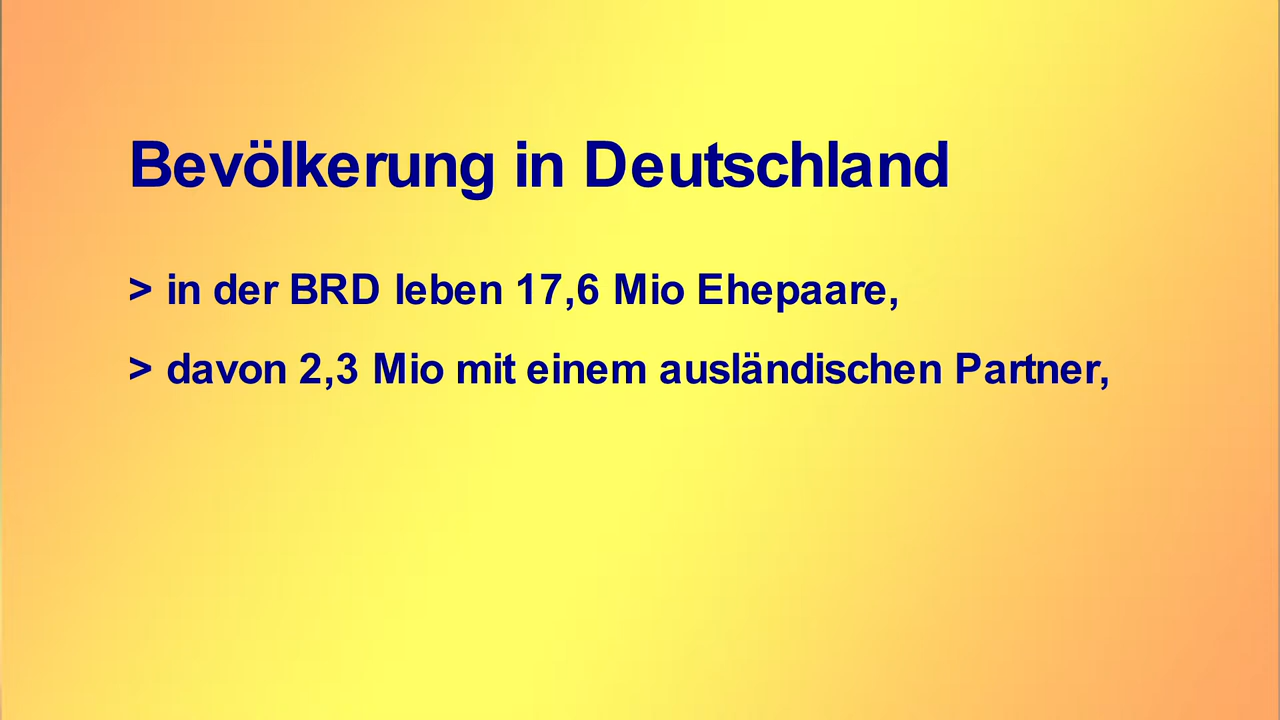 Bevölkerung in Deutschland
> in der BRD leben 17,6 Mio Ehepaare,
> davon 2,3 Mio mit einem ausländischen Partner,